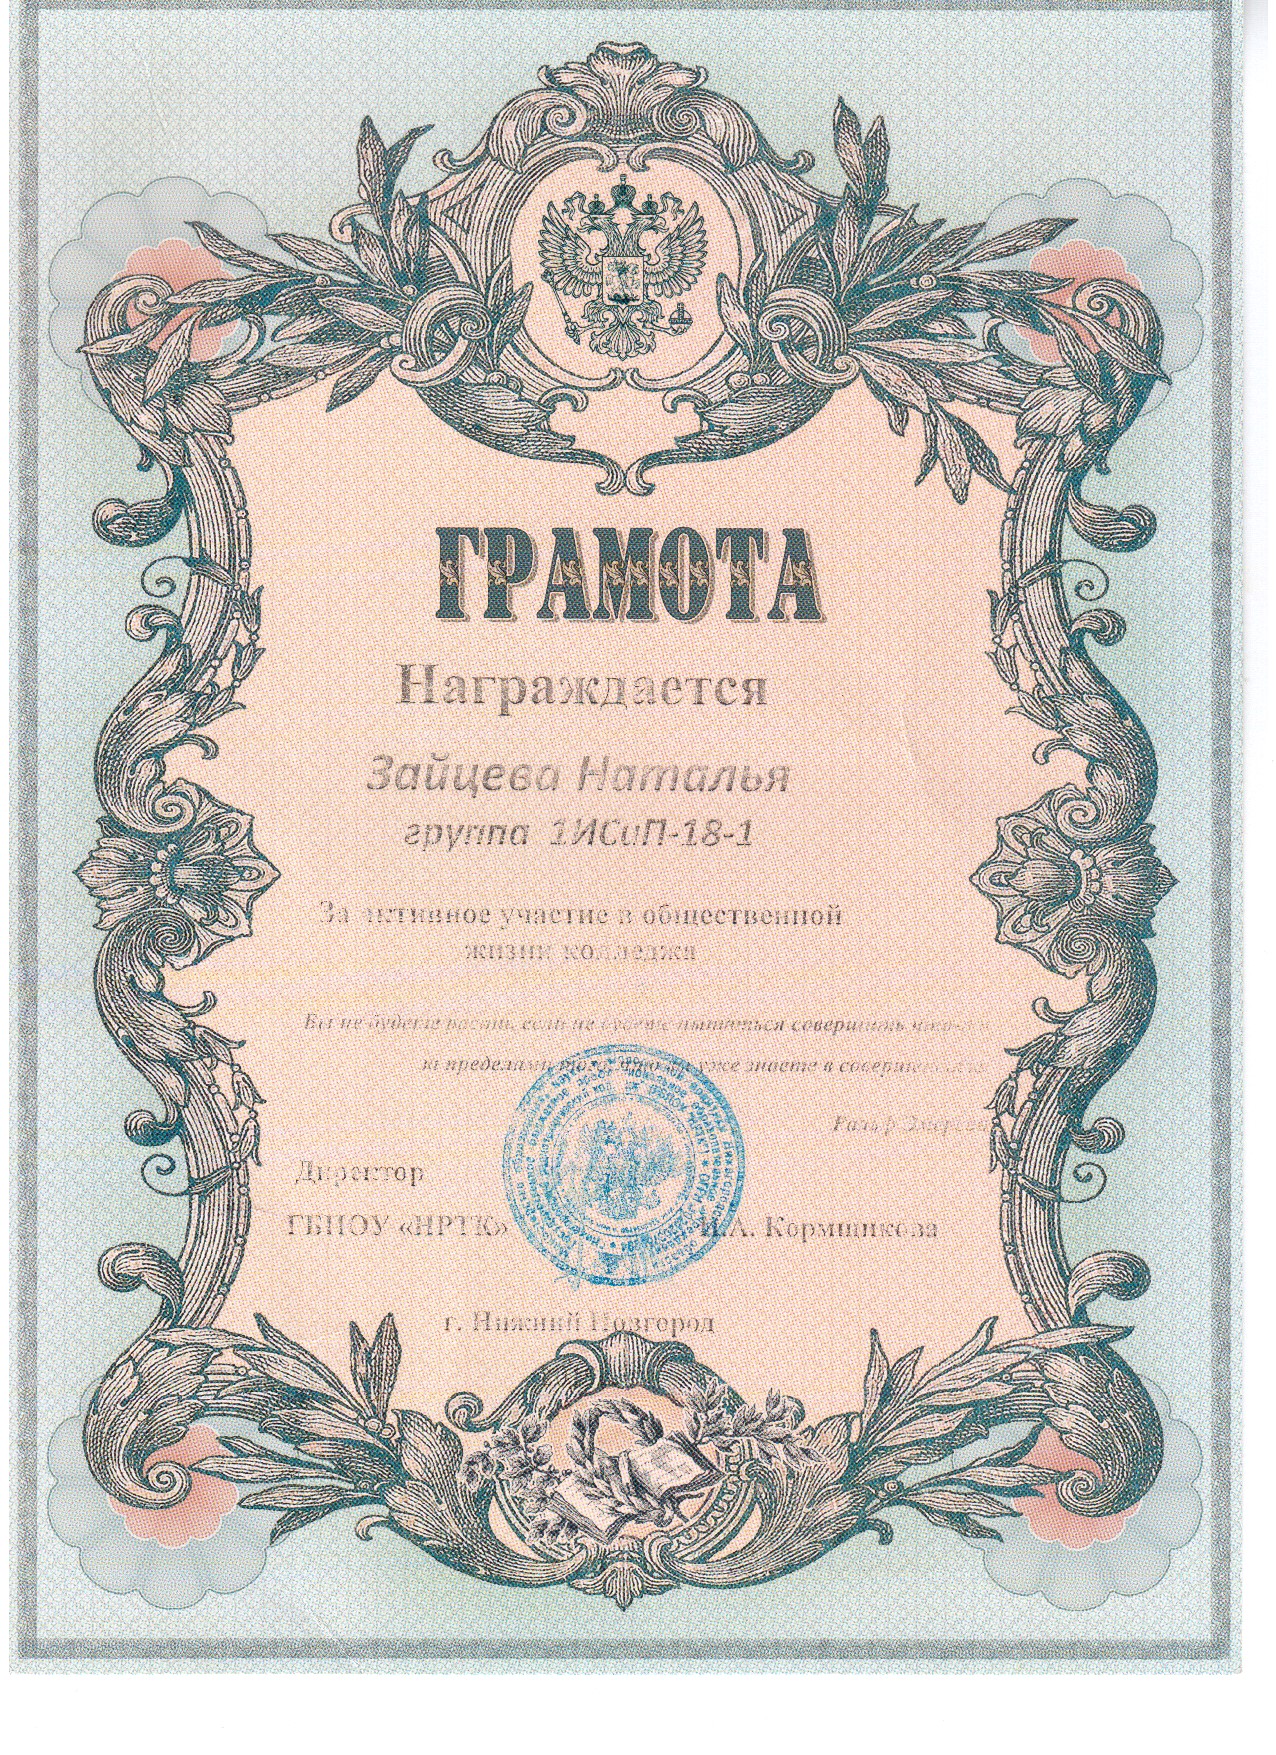 ГРАМОТА
Награждается
Зайцева Наталья
группа 1ИСиП-18-1
За активное участие в общественной
жизни колледжа
Вы не будете расти, если не будете пытаться совершить что-то
за пределами того, что вы уже знаете в совершенстве
Ральф Эмерсон
Директор
ГБПОУ «НРТК»
И.А. Кормщикова
г. Нижний Новгород